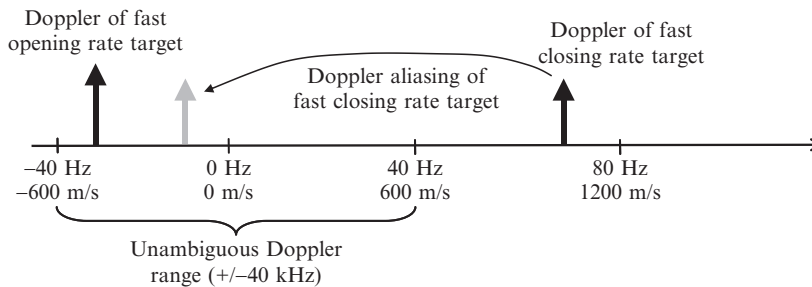 Doppler of fast
opening rate target
Doppler of fast
closing rate target
Doppler aliasing of
fast closing rate target
–40 Hz
–600 m/s
0 Hz
0 m/s
40 Hz
600 m/s
80 Hz
1200 m/s
Unambiguous Doppler
range (+/–40 kHz)